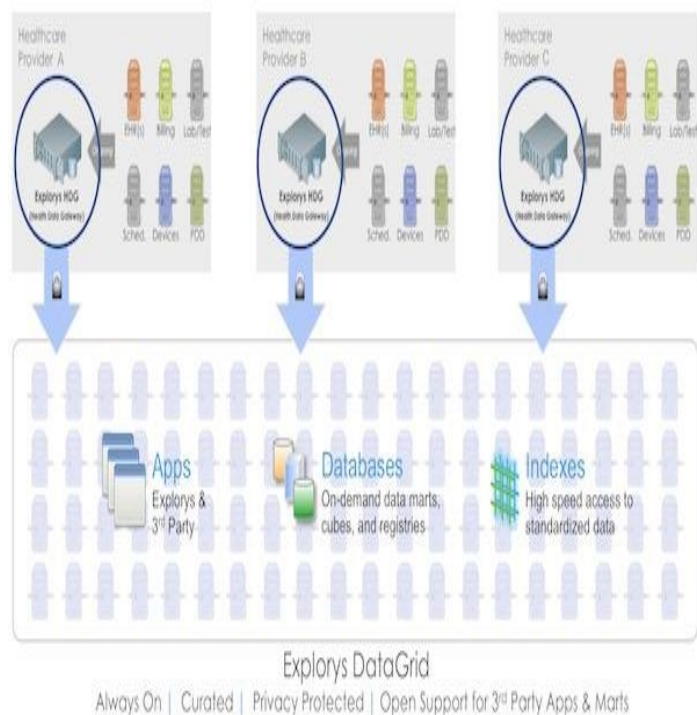 Healthcare
Provider A
EHR(s) Billing Lab/Test
Explorys HDG
(Health Data Gateway)
Sched. Devices PDD
Healthcare
Provider B
EHR(s) Billing Lab/Test
Explorys HDG
(Health Data Gateway)
Sched. Devices PDD
Healthcare
Provider C
EHR(s) Billing Lab/Test
Explorys HDG
(Health Data Gateway)
Sched. Devices PDD
Apps
Explorys &
3rd Party
Databases
On-demand data marts,
cubes, and registries
Indexes
High speed access to
standardized data
Explorys DataGrid
Always On | Curated | Privacy Protected | Open Support for 3rd Party Apps & Marts